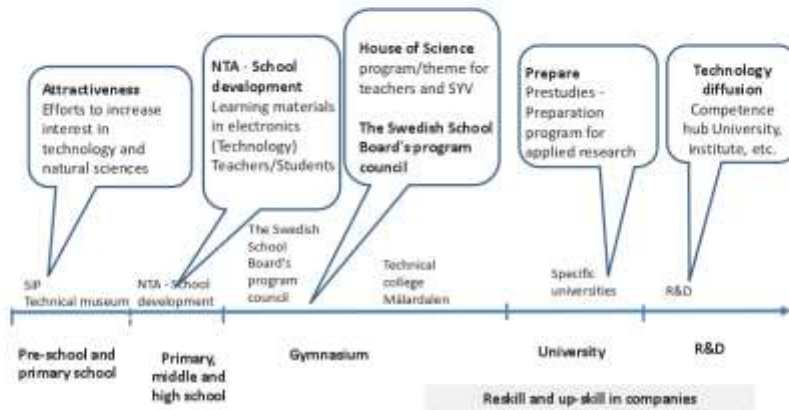 Attractiveness
Efforts to increase
interest in
technology and
natural sciences
NTA - School
development
Learning materials
in electronics
(Technology)
Teachers/Students
House of Science
program/theme for
teachers and SYV
The Swedish School
Board's program
council
Prepare
Prestudies -
Preparation
program for
applied research
Technology
diffusion
Competence
hub University,
institute, etc.
SIP
Technical museum
NTA - School
development
The Swedish
School
Board's
program
council
Technical
college
Mälardalen
Specific
universities
R&D
Pre-school and
primary school
Primary,
middle and
high school
Gymnasium
University
R&D
Reskill and up-skill in companies